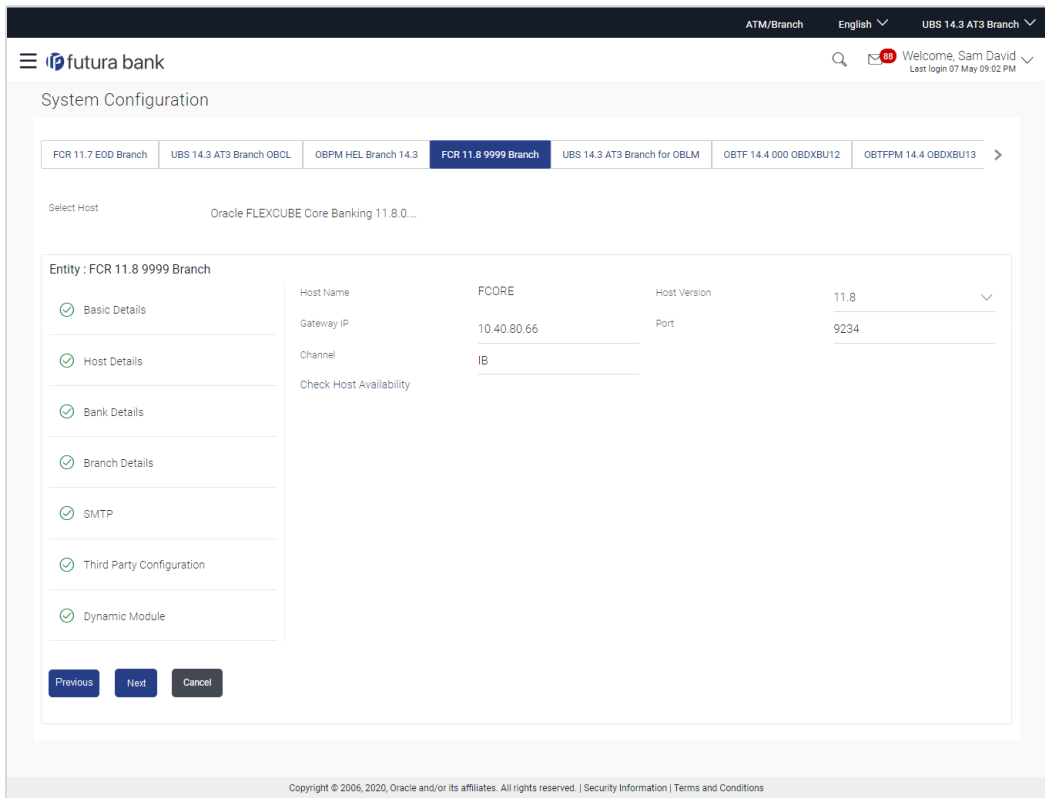 ATM/Branch English UBS 14.3 AT3 Branch
futura bank 88 Welcome, Sam David
Last login 07 May 09:02 PM
System Configuration
FCR 11.7 EOD Branch UBS 14.3 AT3 Branch OBCL OBPM HEL Branch 14.3 FCR 11.8 9999 Branch UBS 14.3 AT3 Branch for OBLM OBTF 14.4 000 OBDXBU12 OBTFPM 14.4 OBDXBU13
Select Host Oracle FLEXCUBE Core Banking 11.8.0....
Entity : FCR 11.8 9999 Branch
Basic Details
Host Details
Bank Details
Branch Details
SMTP
Third Party Configuration
Dynamic Module
Host Name FCORE Host Version 11.8
Gateway IP 10.40.80.66 Port 9234
Channel IB
Check Host Availability
Previous Next Cancel
Copyright © 2006, 2020, Oracle and/or its affiliates. All rights reserved. | Security Information | Terms and Conditions